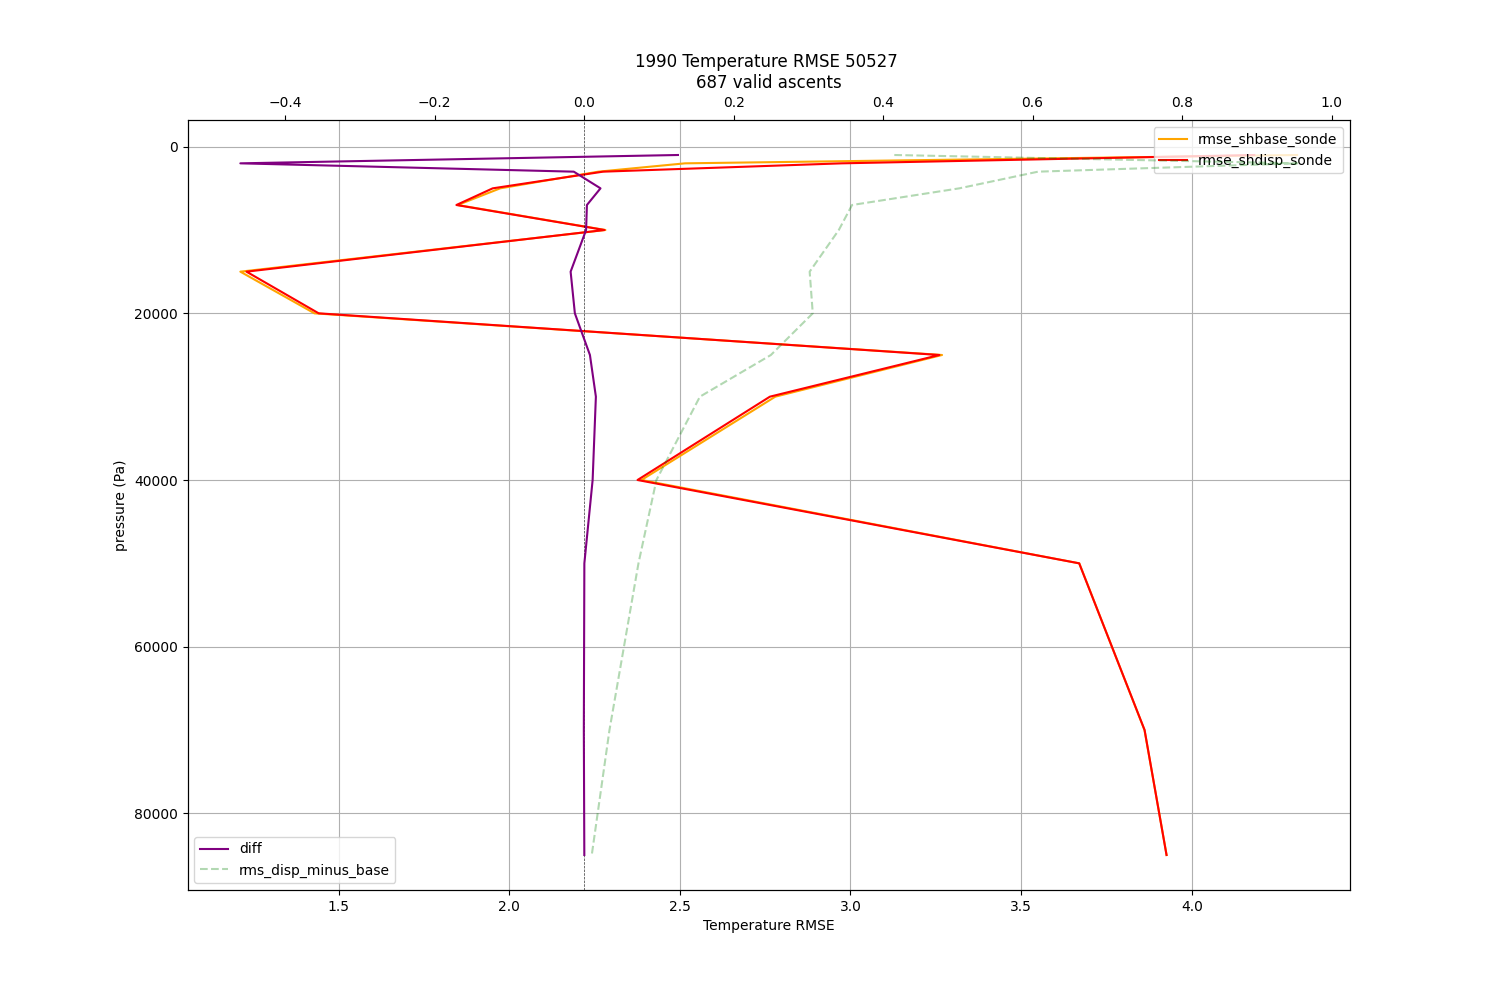 1990 Temperature RMSE 50527
687 valid ascents
−0.4 −0.2 0.0 0.2 0.4 0.6 0.8 1.0
rmse_shbase_sonde
rmse_shdisp_sonde
0
20000
40000
60000
80000
pressure (Pa)
diff
rms_disp_minus_base
1.5 2.0 2.5 3.0 3.5 4.0
Temperature RMSE